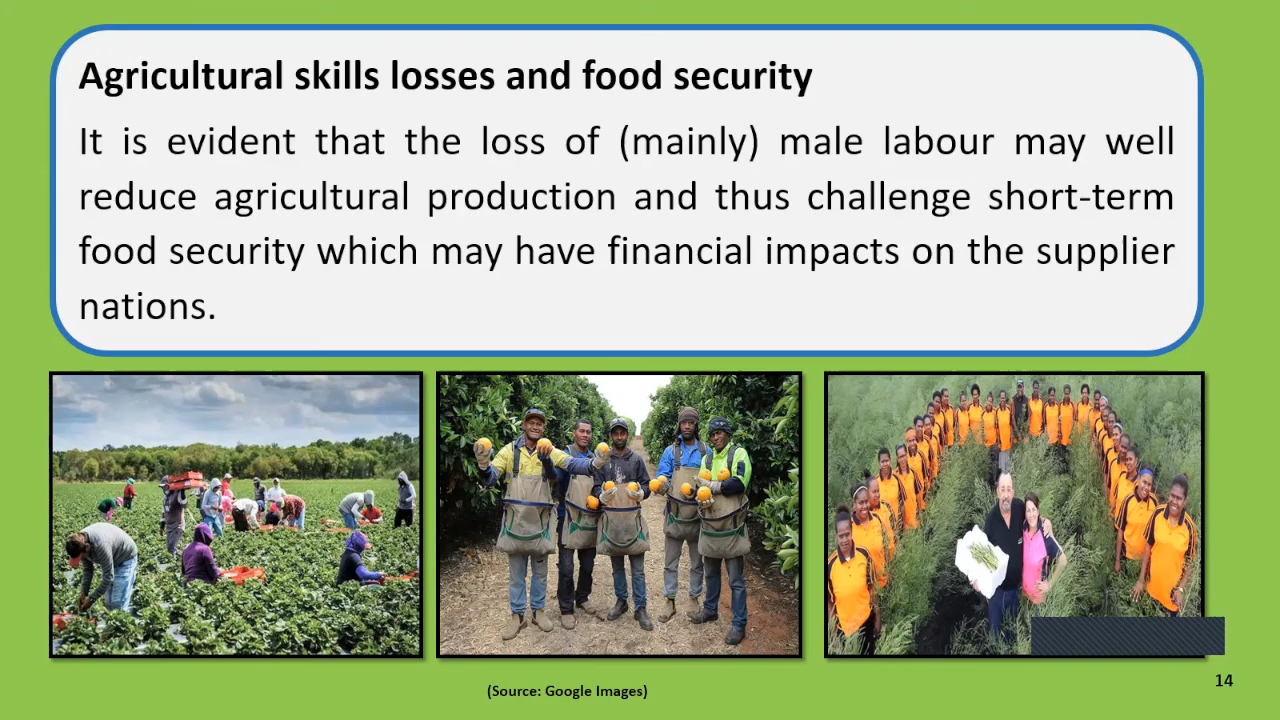 Agricultural skills losses and food security
It is evident that the loss of (mainly) male labour may well
reduce agricultural production and thus challenge short-term
food security which may have financial impacts on the supplier
nations.
(Source: Google Images)
14